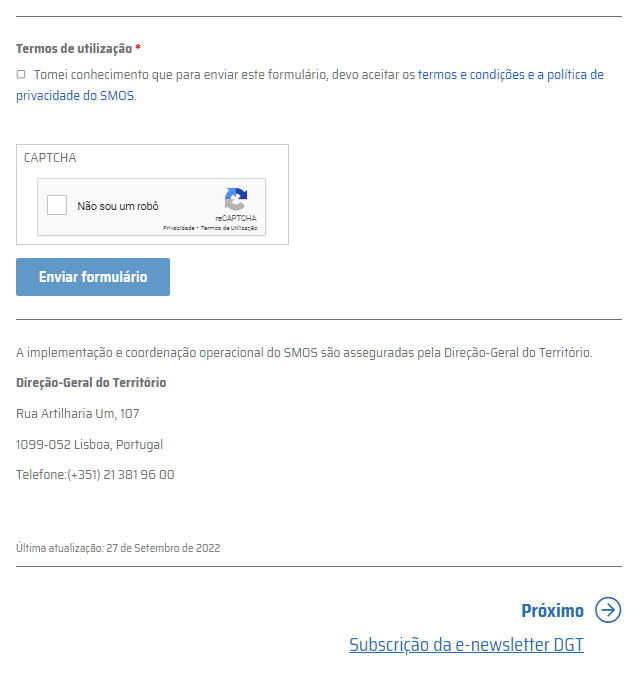 Termos de utilização *
Tomei conhecimento que para enviar este formulário, devo aceitar os termos e condições e a política de
privacidade do SMOS.
CAPTCHA
Não sou um robô
reCAPTCHA
Privacidade - Termos de Utilização
Enviar formulário
A implementação e coordenação operacional do SMOS são asseguradas pela Direção-Geral do Território.
Direção-Geral do Território
Rua Artilharia Um, 107
1099-052 Lisboa, Portugal
Telefone:(+351) 21 381 96 00
Última atualização: 27 de Setembro de 2022
Próximo
Subscrição da e-newsletter DGT